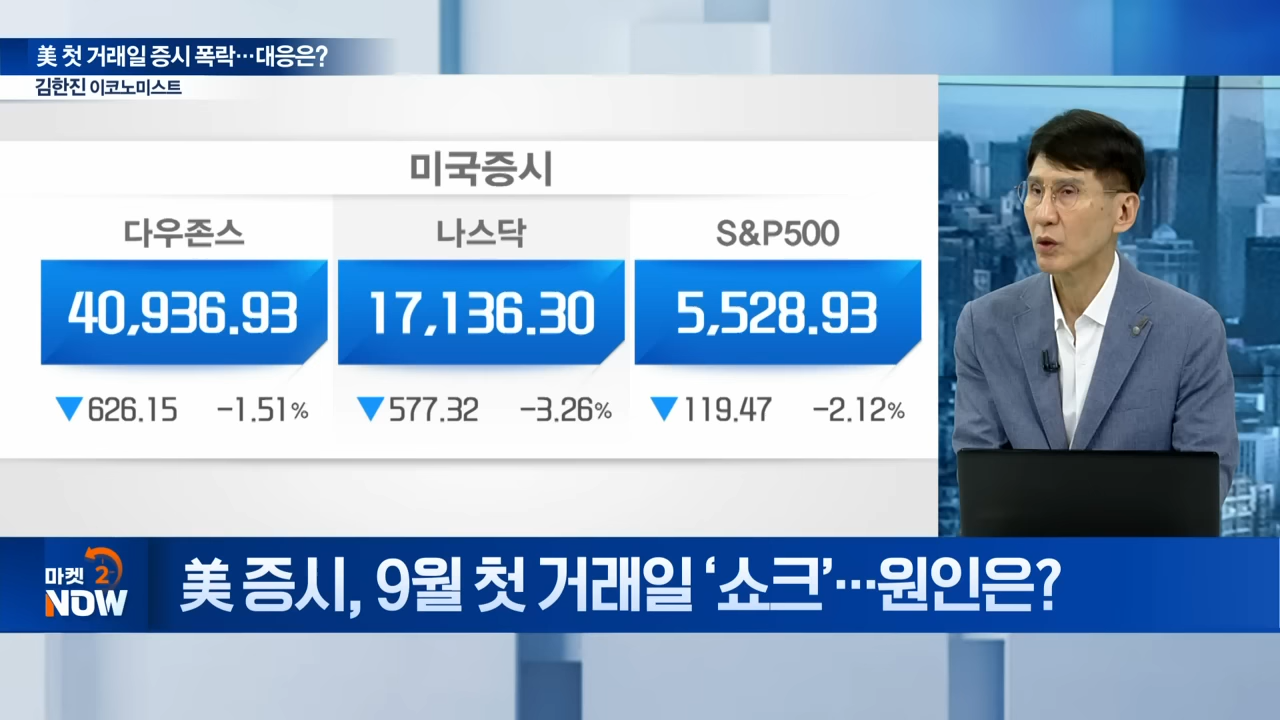 美 첫 거래일 증시 폭락…대응은?
김한진 이코노미스트
미국증시
다우존스 나스닥 S&P500
40,936.93 17,136.30 5,528.93
▼626.15 -1.51% ▼577.32 -3.26% ▼119.47 -2.12%
마켓 2
NOW
美 증시, 9월 첫 거래일 ‘쇼크’…원인은?